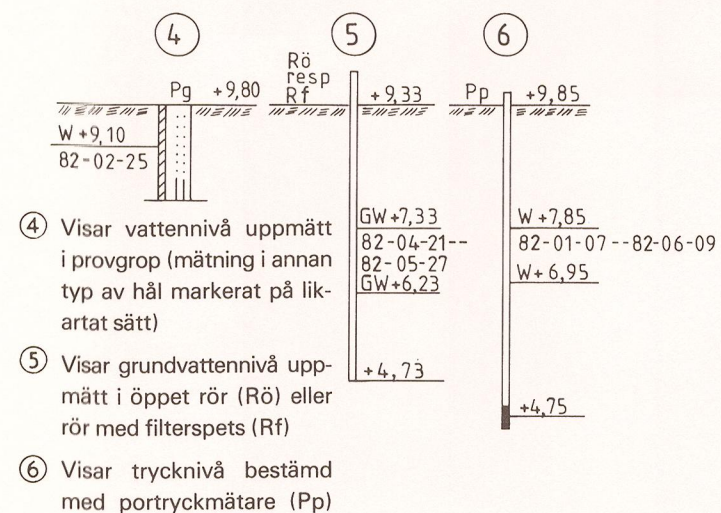 4
5
6
Rö
resp
Rf
Pg +9,80
+9,33
Pp +9,85
W +9,10
82-02-25
GW+7,33
82-04-21--
82-05-27
GW+6,23
+4,73
W +7,85
82-01-07--82-06-09
W+6,95
+4,75
4 Visar vattennivå uppmätt
i provgrop (mätning i annan
typ av hål markerat på lik-
artat sätt)
5 Visar grundvattennivå upp-
mätt i öppet rör (Rö) eller
rör med filterspets (Rf)
6 Visar trycknivå bestämd
med portryckmätare (Pp)